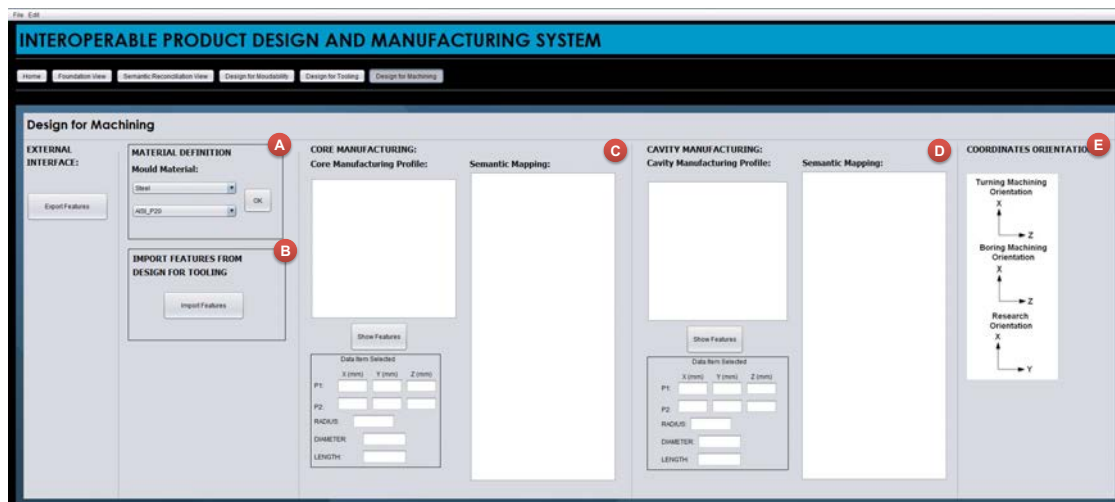 File Edit
INTEROPERABLE PRODUCT DESIGN AND MANUFACTURING SYSTEM
Home Foundation View Semantic Reconciliation View Design for Mouldability Design for Tooling Design for Machining
Design for Machining
EXTERNAL
INTERFACE:
Export Features
A
MATERIAL DEFINITION
Mould Material:
Steel
AISI_P20
OK
B
IMPORT FEATURES FROM
DESIGN FOR TOOLING
Import Features
C
CORE MANUFACTURING:
Core Manufacturing Profile: Semantic Mapping:
Show Features
Data Item Selected
X (mm) Y (mm) Z (mm)
P1:
P2:
RADIUS:
DIAMETER:
LENGTH:
D
CAVITY MANUFACTURING:
Cavity Manufacturing Profile: Semantic Mapping:
Show Features
Data Item Selected
X (mm) Y (mm) Z (mm)
P1:
P2:
RADIUS:
DIAMETER:
LENGTH:
E
COORDINATES ORIENTATION
Turning Machining
Orientation
X
Z
Boring Machining
Orientation
X
Z
Research
Orientation
X
Y